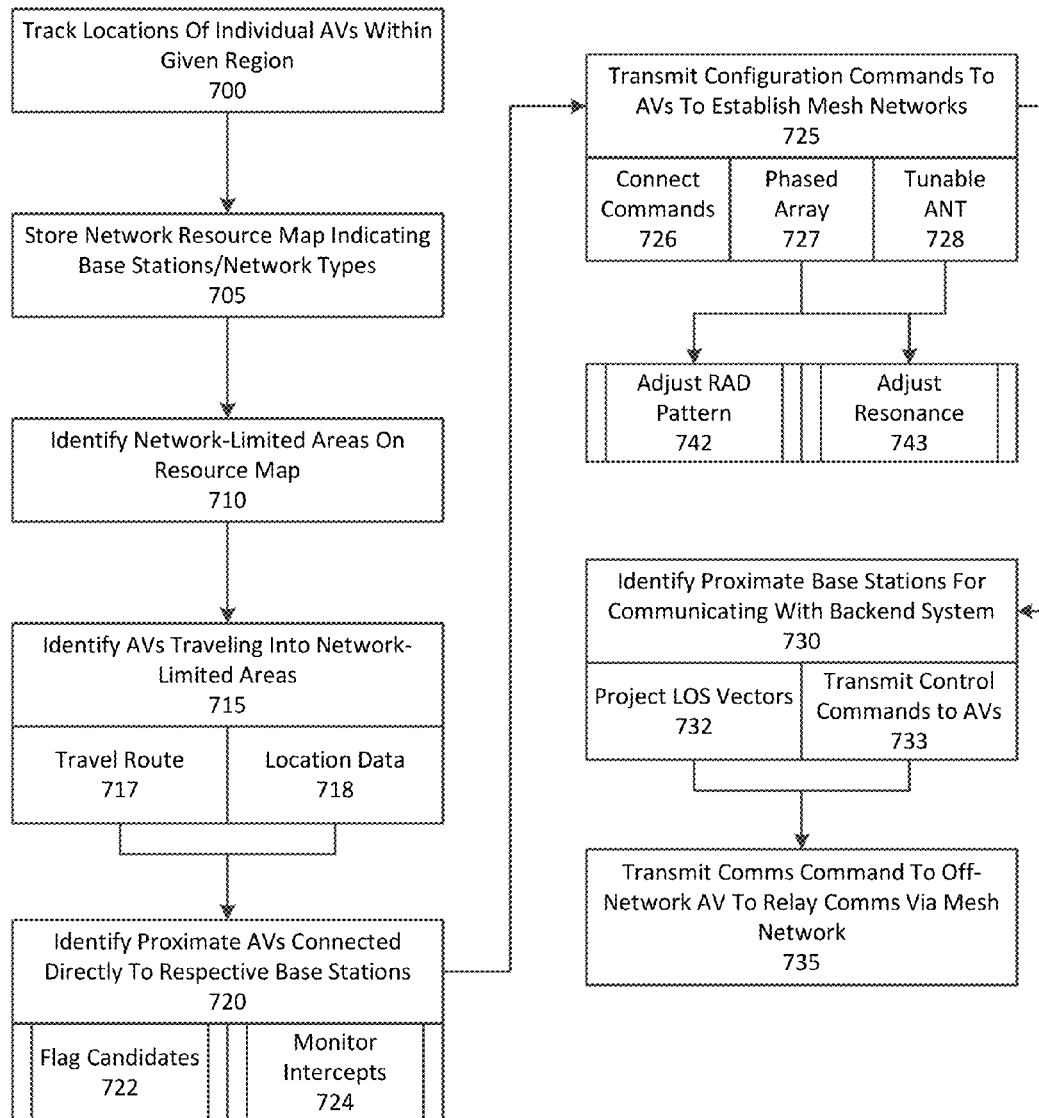 Track Locations Of Individual AVs Within
Given Region
700
Store Network Resource Map Indicating
Base Stations/Network Types
705
Identify Network-Limited Areas On
Resource Map
710
Identify AVs Traveling Into Network-
Limited Areas
715
Travel Route
717
Location Data
718
Identify Proximate AVs Connected
Directly To Respective Base Stations
720
Flag Candidates
722
Monitor
Intercepts
724
Transmit Configuration Commands To
AVs To Establish Mesh Networks
725
Connect
Commands
726
Phased
Array
727
Tunable
ANT
728
Adjust RAD
Pattern
742
Adjust
Resonance
743
Identify Proximate Base Stations For
Communicating With Backend System
730
Project LOS Vectors
732
Transmit Control
Commands to AVs
733
Transmit Comms Command To Off-
Network AV To Relay Comms Via Mesh
Network
735